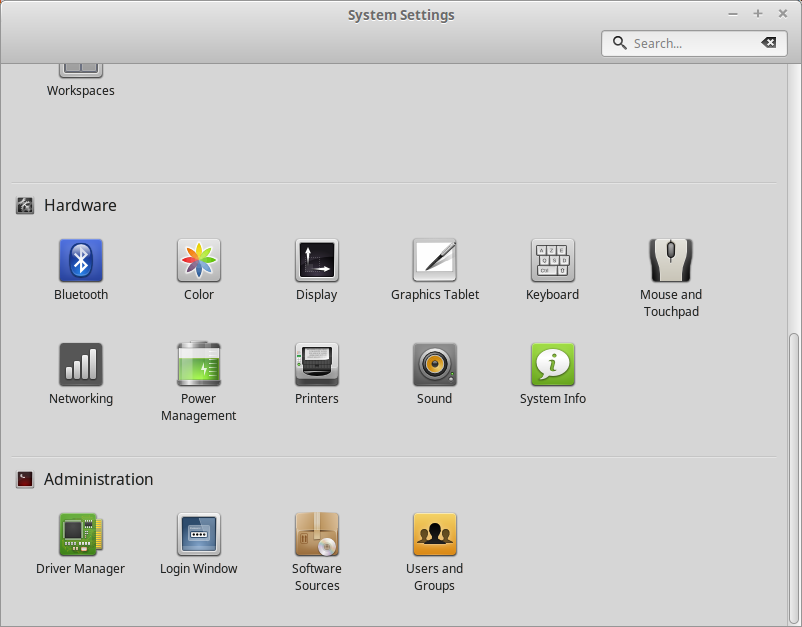 System Settings
Search...
Workspaces
Hardware
Bluetooth
Color
Display
Graphics Tablet
Keyboard
Mouse and
Touchpad
Networking
Power
Management
Printers
Sound
System Info
Administration
Driver Manager
Login Window
Software
Sources
Users and
Groups